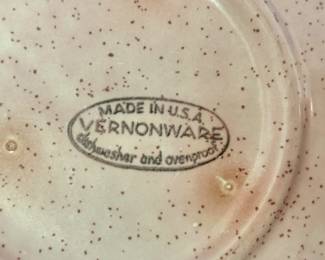 MADE IN U.S.A.
VERNONWARE
dishwasher and ovenproof